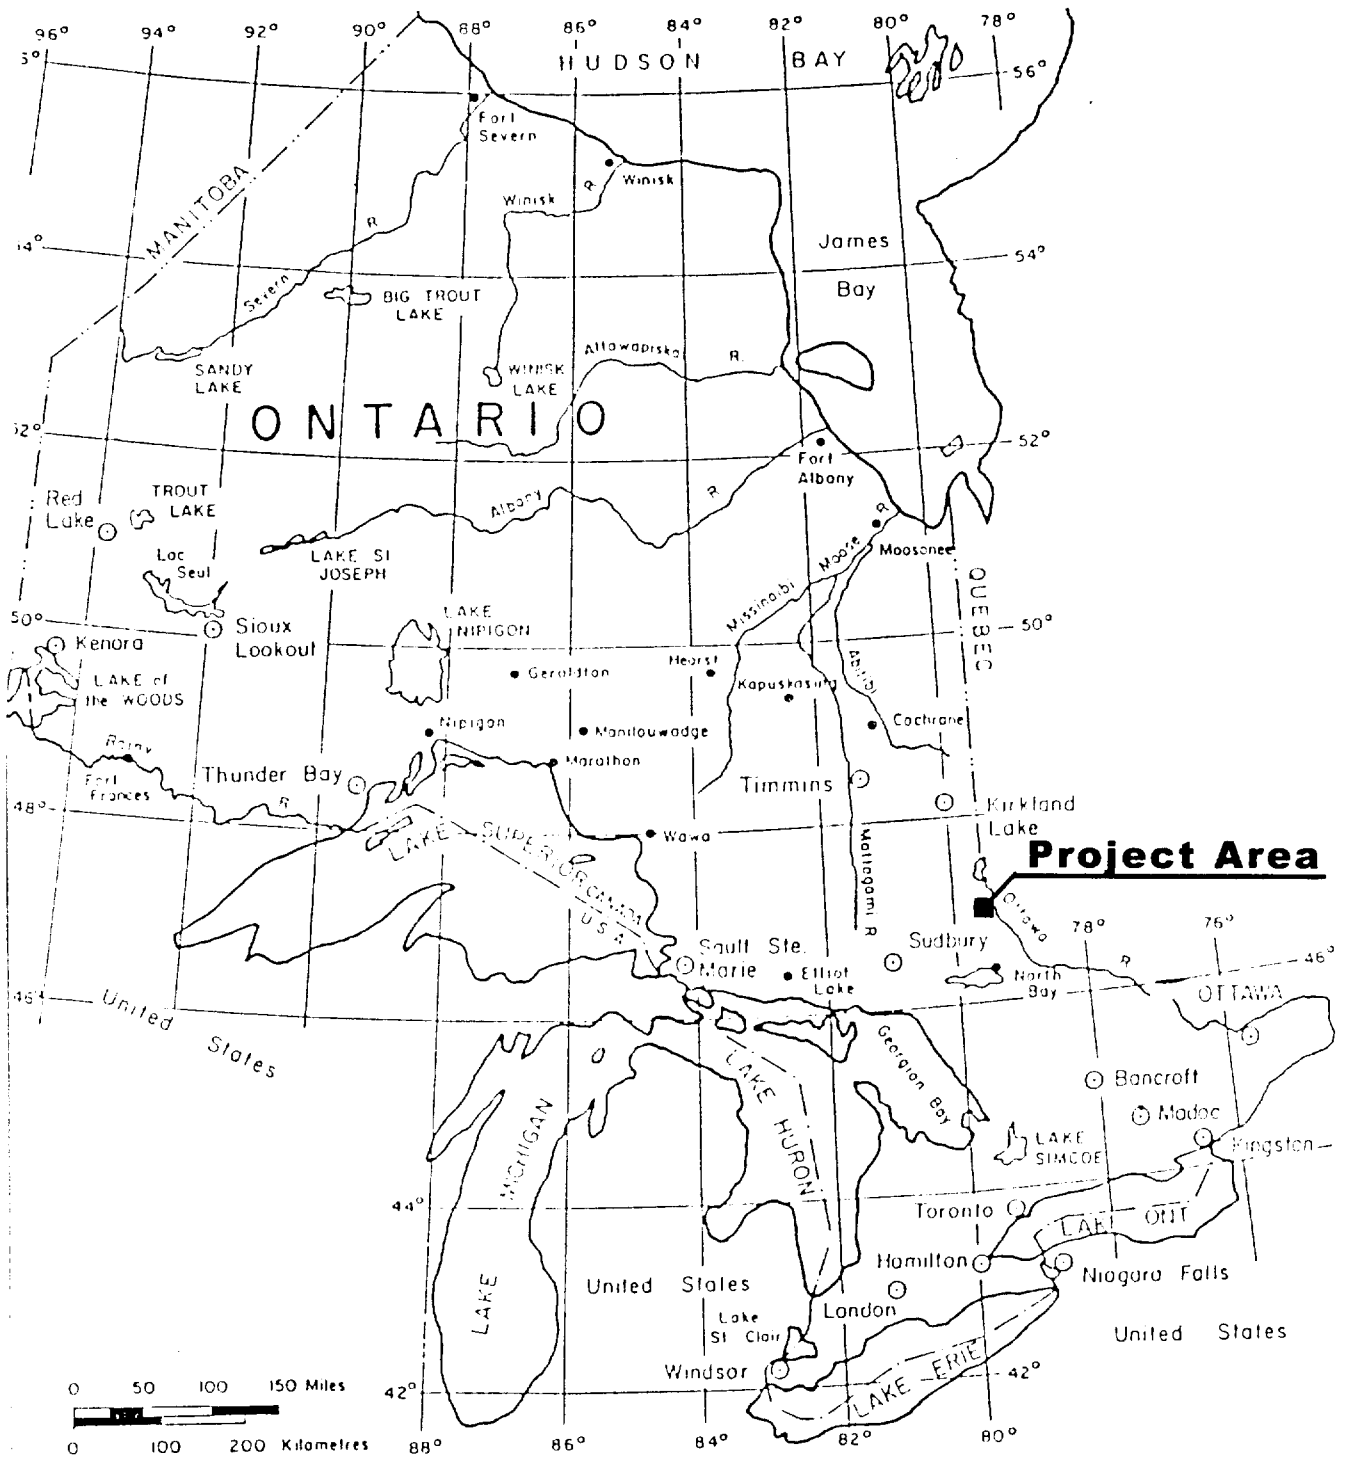 96° 94° 92° 90° 88° 86° 84° 82° 80° 78°
HUDSON BAY
5°
56°
Fort
Severn
Winisk
Winisk R
MANITOBA
R
James
Bay
54°
54°
Severn
BIG TROUT
LAKE
Attawapiskat R.
SANDY
LAKE
WINISK
LAKE
ONTARIO
52°
52°
Fort
Albany
Red
Lake
TROUT
LAKE
Albany R
R
Lac
Seul
LAKE St
JOSEPH
Moose
Moosonee
Missinaibi
QUEBEC
50°
50°
LAKE
NIPIGON
Sioux
Lookout
Kenora
Geraldton
Hearst
Abitibi
LAKE of
the WOODS
Kapuskasing
Nipigon
Manitouwadge
Cochrane
Rainy
Marathon
Thunder Bay
Timmins
Fort
Frances
R
48°
Kirkland
Lake
LAKE SUPERIOR
Wawa
Mattagami R
Project Area
CANADA
USA
Ottawa
R
78° 76°
Sault Ste.
Marie
Sudbury
Elliot
Lake
North
Bay
46°
46°
OTTAWA
United
States
Georgian Bay
LAKE HURON
Bancroft
Madoc
LAKE
SIMCOE
Kingston
LAKE MICHIGAN
44°
Toronto
LAKE ONT
Hamilton
Niagara Falls
United States
London
Lake
St Clair
United States
Windsor
LAKE ERIE
42°
42°
0 50 100 150 Miles
0 100 200 Kilometres
88° 86° 84° 82° 80°